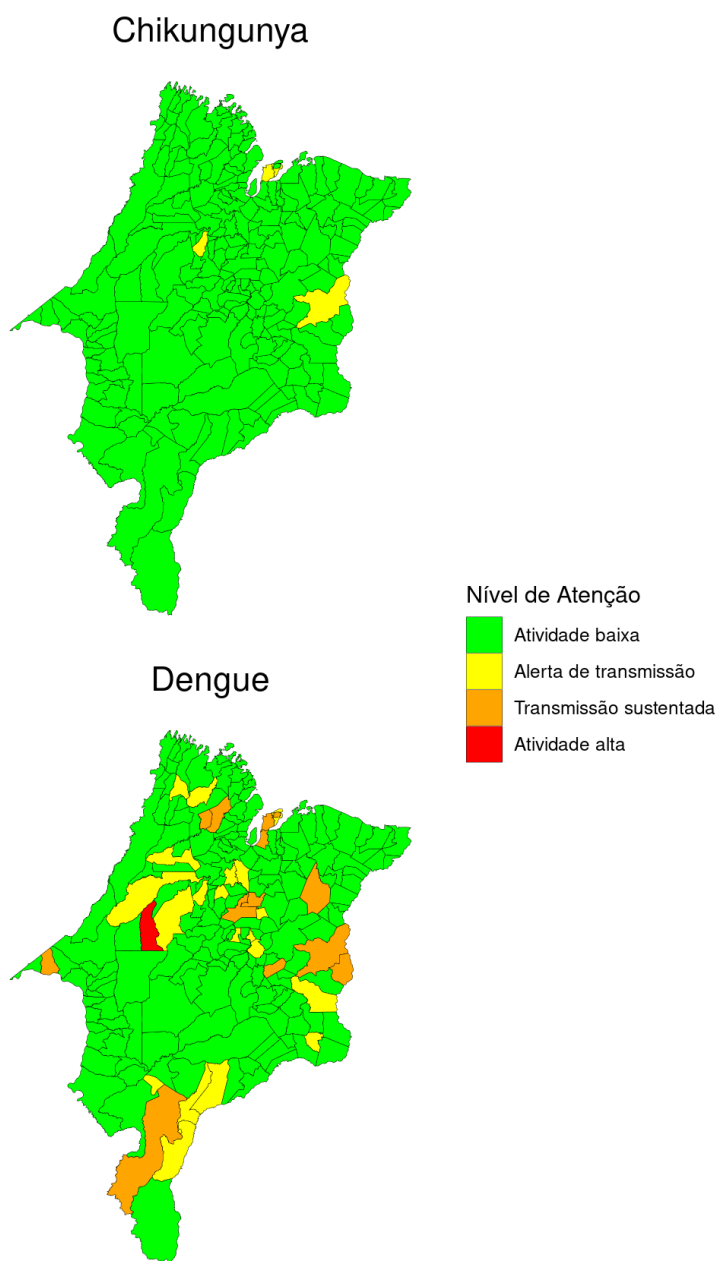 Chikungunya
Nível de Atenção
Atividade baixa
Alerta de transmissão
Transmissão sustentada
Atividade alta
Dengue